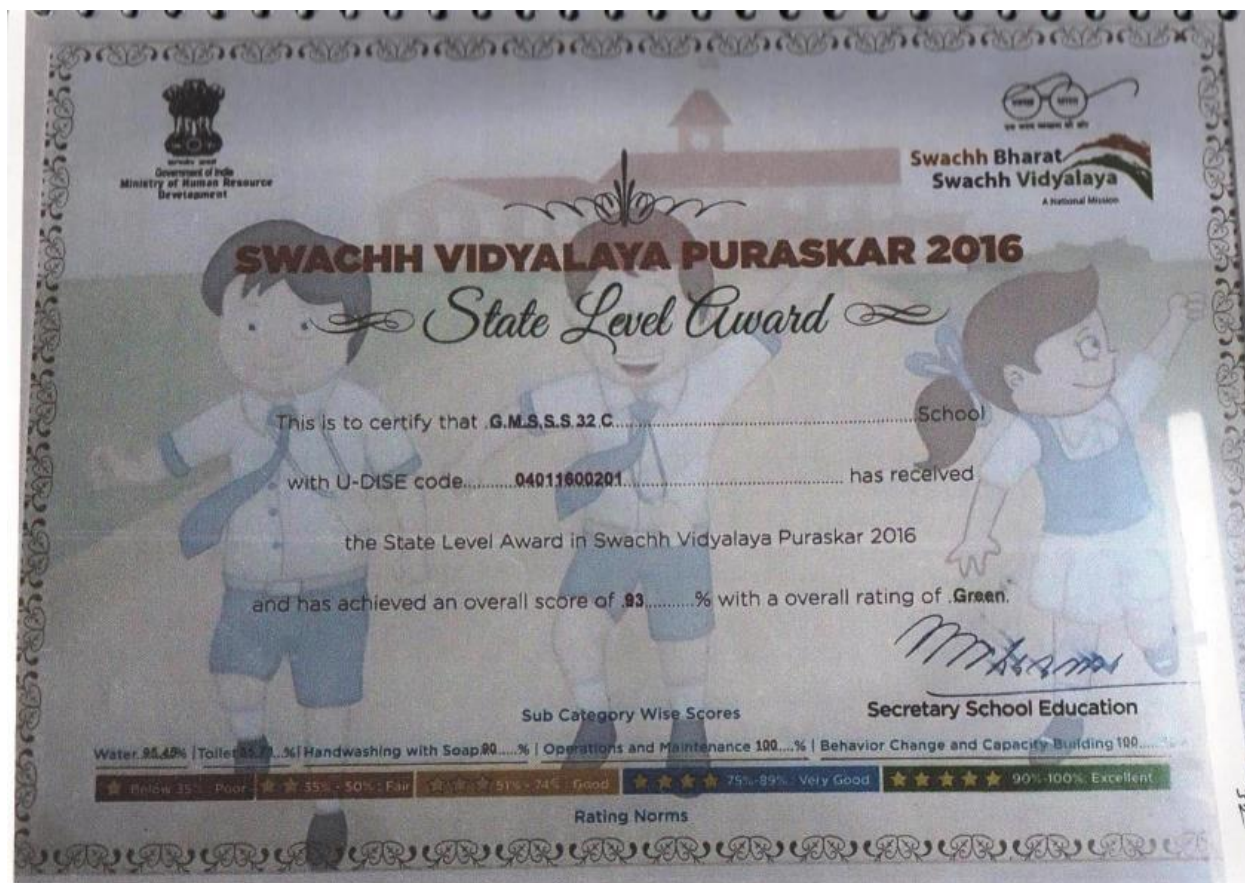 Government of India
Ministry of Human Resource
Development
Swachh Bharat
Swachh Vidyalaya
A National Mission
SWACHH VIDYALAYA PURASKAR 2016
State Level Award
This is to certify that .G.M.S.S.S 32 C..........School
with U-DISE code..........04011600201.......... has received
the State Level Award in Swachh Vidyalaya Puraskar 2016
and has achieved an overall score of .93..........% with a overall rating of .Green.
Secretary School Education
Sub Category Wise Scores
Water | Toilet %| Handwashing with Soap.90.....% | Operations and Maintenance 100....% | Behavior Change and Capacity Building 100....
Below 35% : Poor 35% - 50% : Fair 51% - 74% : Good 75%-89% : Very Good 90%-100% : Excellent
Rating Norms